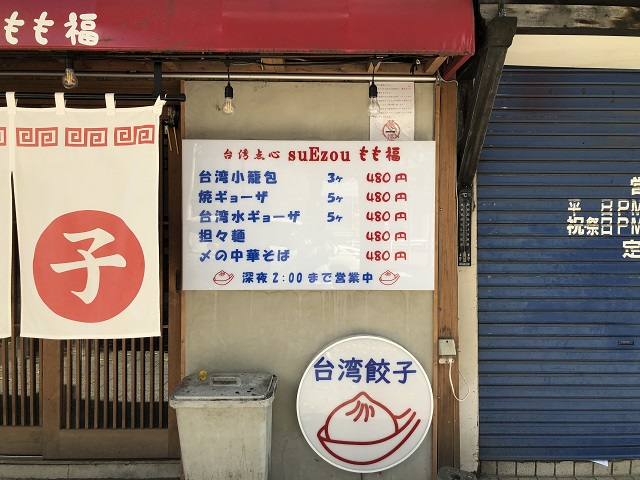 もも福
子
台湾点心 suEzou もも福
台湾小籠包 3ヶ 480円
焼ギョーザ 5ヶ 480円
台湾水ギョーザ 5ヶ 480円
担々麺 480円
〆の中華そば 480円
深夜2:00まで営業中
台湾餃子